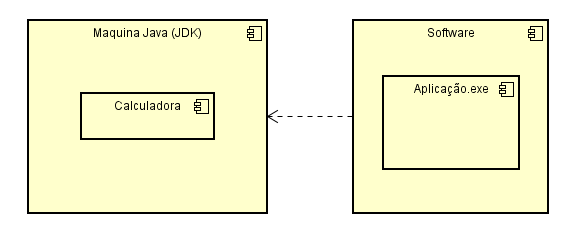 Maquina Java (JDK)
Calculadora
Software
Aplicação.exe